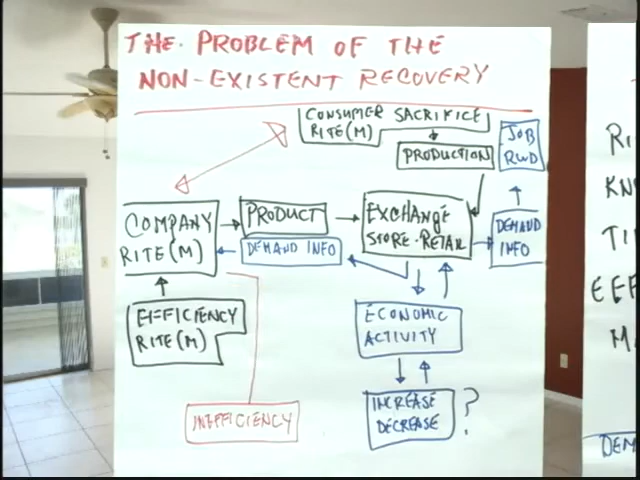 THE PROBLEM OF THE
NON-EXISTENT RECOVERY
CONSUMER SACRIFICE
RITE(M)
PRODUCTION
JOB
RWD
COMPANY
RITE(M)
PRODUCT
DEMAND INFO
EXCHANGE
STORE-RETAIL
DEMAND
INFO
EFFICIENCY
RITE(M)
ECONOMIC
ACTIVITY
INEFFICIENCY
INCREASE
DECREASE
?
RI
KN
TI
EFF
M
DEM